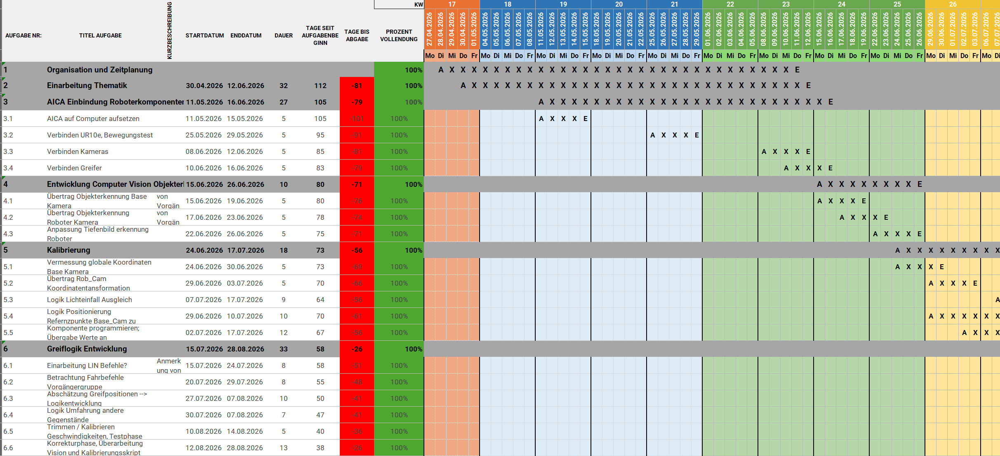 KW 17 18 19 20 21 22 23 24 25 26
AUFGABE NR: TITEL AUFGABE KURZBESCHREIBUNG STARTDATUM ENDDATUM DAUER TAGE SEIT AUFGABENBE GINN TAGE BIS ABGABE PROZENT VOLLENDUNG
27.04.2026 28.04.2026 29.04.2026 30.04.2026 01.05.2026 04.05.2026 05.05.2026 06.05.2026 07.05.2026 08.05.2026 11.05.2026 12.05.2026 13.05.2026 14.05.2026 15.05.2026 18.05.2026 19.05.2026 20.05.2026 21.05.2026 22.05.2026 25.05.2026 26.05.2026 27.05.2026 28.05.2026 29.05.2026 01.06.2026 02.06.2026 03.06.2026 04.06.2026 05.06.2026 08.06.2026 09.06.2026 10.06.2026 11.06.2026 12.06.2026 15.06.2026 16.06.2026 17.06.2026 18.06.2026 19.06.2026 22.06.2026 23.06.2026 24.06.2026 25.06.2026 26.06.2026 29.06.2026 30.06.2026 01.07.2026 02.07.2026 03.07.2026 06.07.2026 07.07.2026
Mo Di Mi Do Fr Mo Di Mi Do Fr Mo Di Mi Do Fr Mo Di Mi Do Fr Mo Di Mi Do Fr Mo Di Mi Do Fr Mo Di Mi Do Fr Mo Di Mi Do Fr Mo Di Mi Do Fr Mo Di Mi Do Fr Mo Di
1 Organisation und Zeitplanung 100% A X X X X X X X X X X X X X X X X X X X X X X X X X X X X X X X E
2 Einarbeitung Thematik 30.04.2026 12.06.2026 32 112 -81 100% A X X X X X X X X X X X X X X X X X X X X X X X X X X X X X X E
3 AICA Einbindung Roboterkomponenten 11.05.2026 16.06.2026 27 105 -79 100% A X X X X X X X X X X X X X X X X X X X X X X X X X E
3.1 AICA auf Computer aufsetzen 11.05.2026 15.05.2026 5 105 -101 100% A X X X E
3.2 Verbinden UR10e, Bewegungstest 25.05.2026 29.05.2026 5 95 -91 100% A X X X E
3.3 Verbinden Kameras 08.06.2026 12.06.2026 5 85 -81 100% A X X X E
3.4 Verbinden Greifer 10.06.2026 16.06.2026 5 83 -79 100% A X X X E
4 Entwicklung Computer Vision Objekter 15.06.2026 26.06.2026 10 80 -71 100% A X X X X X X X X E
4.1 Übertrag Objekterkennung Base Kamera von Vorgän 15.06.2026 19.06.2026 5 80 -76 100% A X X X E
4.2 Übertrag Objekterkennung Roboter Kamera von Vorgän 17.06.2026 23.06.2026 5 78 -74 100% A X X X E
4.3 Anpassung Tiefenbild erkennung Roboter 22.06.2026 26.06.2026 5 75 -71 100% A X X X E
5 Kalibrierung 24.06.2026 17.07.2026 18 73 -56 100% A X X X X X X X X X
5.1 Vermessung globale Koordinaten Base Kamera 24.06.2026 30.06.2026 5 73 -69 100% A X X X E
5.2 Übertrag Rob_Cam Koordinatentansformation 29.06.2026 03.07.2026 5 70 -66 100% A X X X E
5.3 Logik Lichteinfall Ausgleich 07.07.2026 17.07.2026 9 64 -56 100% A
5.4 Logik Positionierung Refernzpunkte Base_Cam zu 29.06.2026 10.07.2026 10 70 -61 100% A X X X X X X
5.5 Komponente programmieren; Übergabe Werte an 02.07.2026 17.07.2026 12 67 -56 100% A X X X
6 Greiflogik Entwicklung 15.07.2026 28.08.2026 33 58 -26 100%
6.1 Einarbeitung LIN Befehle? Anmerk ung von 15.07.2026 24.07.2026 8 58 -51 100%
6.2 Betrachtung Fahrbefehle Vorgängergruppe 20.07.2026 29.07.2026 8 55 -48 100%
6.3 Abschätzung Greifpositionen --> Logikentwicklung 27.07.2026 07.08.2026 10 50 -41 100%
6.4 Logik Umfahrung andere Gegenstände 30.07.2026 07.08.2026 7 47 -41 100%
6.5 Trimmen / Kalibrieren Geschwindigkeiten, Testphase 10.08.2026 14.08.2026 5 40 -36 100%
6.6 Korrekturphase, Überarbeitung Vision und Kalibrierungsskript 12.08.2026 28.08.2026 13 38 -26 100%